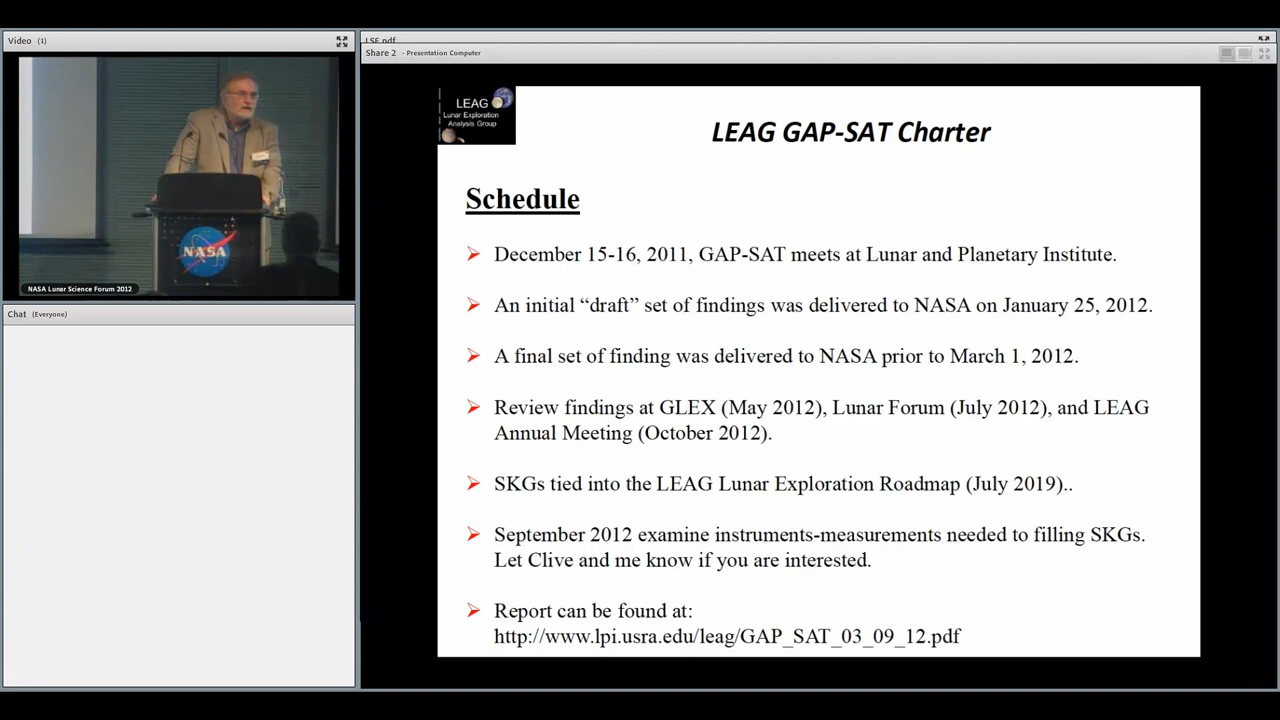 Video (1)
NASA
NASA Lunar Science Forum 2012
Chat (Everyone)
LSF.pdf
Share 2 - Presentation Computer
LEAG
Lunar Exploration
Analysis Group
LEAG GAP-SAT Charter
Schedule
December 15-16, 2011, GAP-SAT meets at Lunar and Planetary Institute.
An initial “draft” set of findings was delivered to NASA on January 25, 2012.
A final set of finding was delivered to NASA prior to March 1, 2012.
Review findings at GLEX (May 2012), Lunar Forum (July 2012), and LEAG
Annual Meeting (October 2012).
SKGs tied into the LEAG Lunar Exploration Roadmap (July 2019)..
September 2012 examine instruments-measurements needed to filling SKGs.
Let Clive and me know if you are interested.
Report can be found at:
http://www.lpi.usra.edu/leag/GAP_SAT_03_09_12.pdf